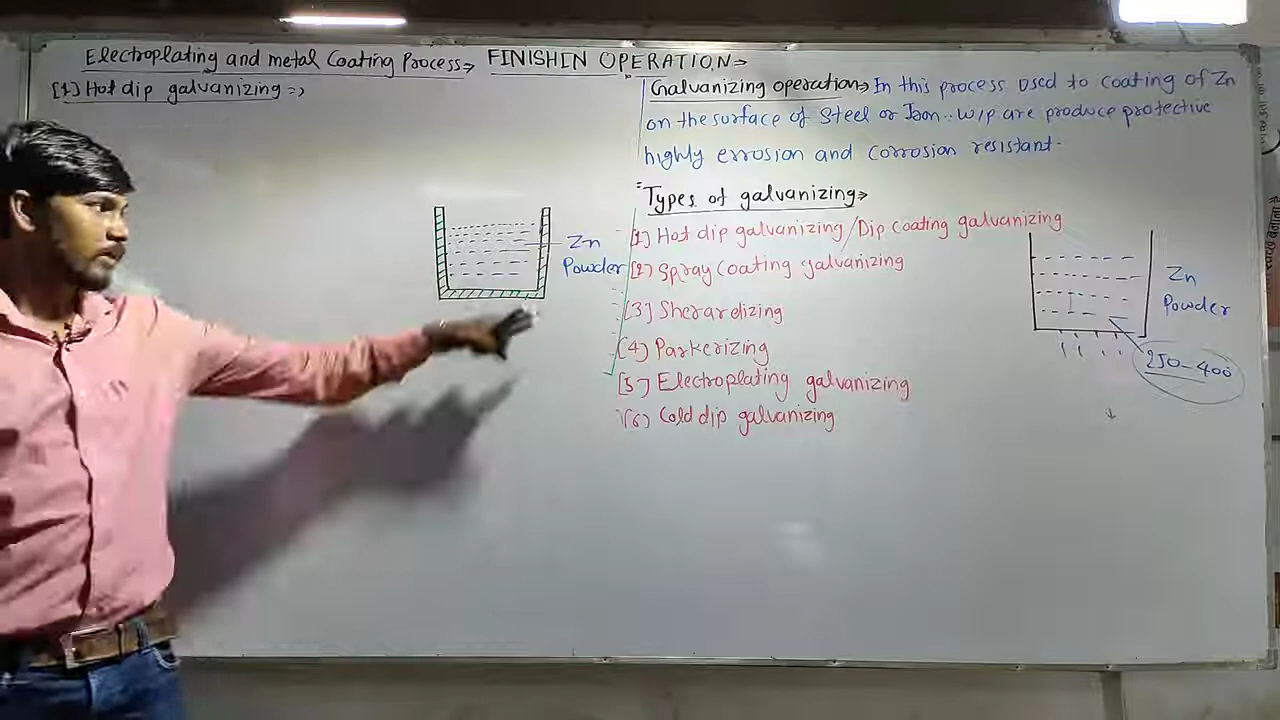 Electroplating and metal Coating Process⇒ FINISHIN OPERATION⇒
[1] Hot dip galvanizing ⇒
Galvanizing operation⇒ In this process used to coating of Zn
on the surface of Steel or Iron.. W/p are produce protective
highly errosion and corrosion resistant.
Types of galvanizing⇒
[1] Hot dip galvanizing/Dip coating galvanizing
[2] Spray coating galvanizing
[3] Sherardizing
[4] Parkerizing
[5] Electroplating galvanizing
[6] Cold dip galvanizing
Zn
Powder
Zn
Powder
250-400